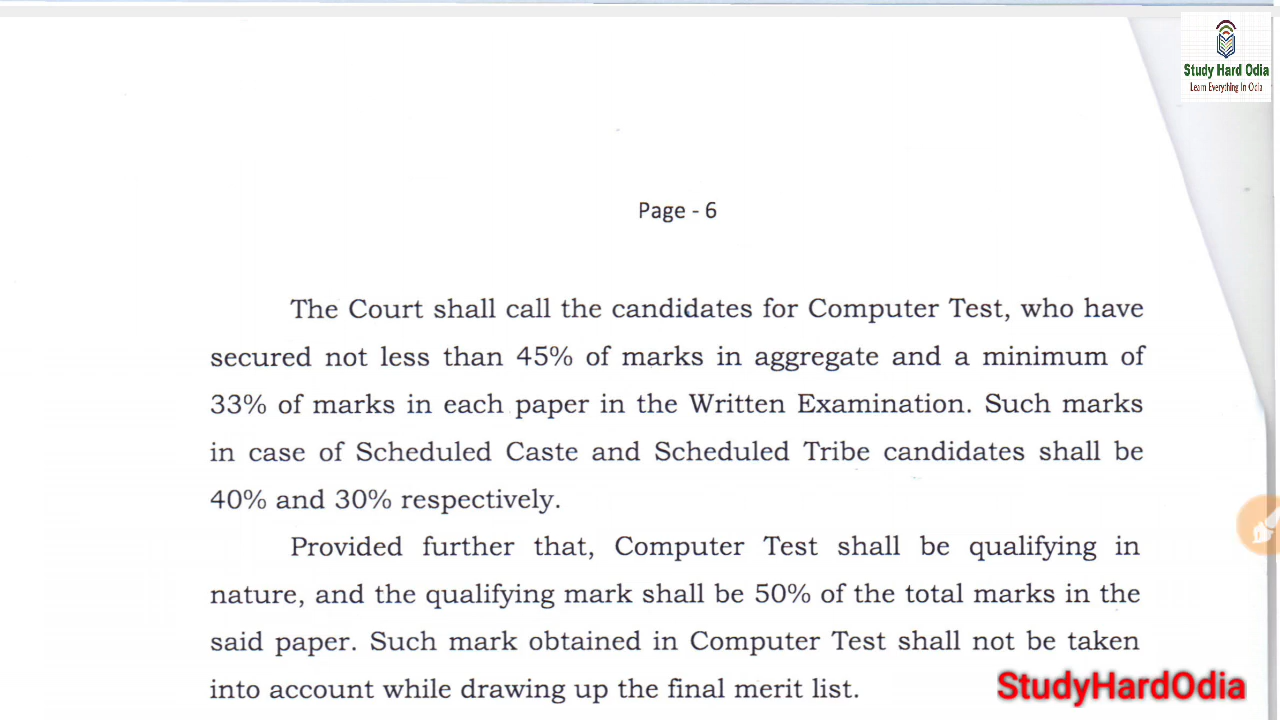 Study Hard Odia
Learn Everything In Odia
Page - 6
The Court shall call the candidates for Computer Test, who have
secured not less than 45% of marks in aggregate and a minimum of
33% of marks in each paper in the Written Examination. Such marks
in case of Scheduled Caste and Scheduled Tribe candidates shall be
40% and 30% respectively.
Provided further that, Computer Test shall be qualifying in
nature, and the qualifying mark shall be 50% of the total marks in the
said paper. Such mark obtained in Computer Test shall not be taken
into account while drawing up the final merit list.
StudyHardOdia